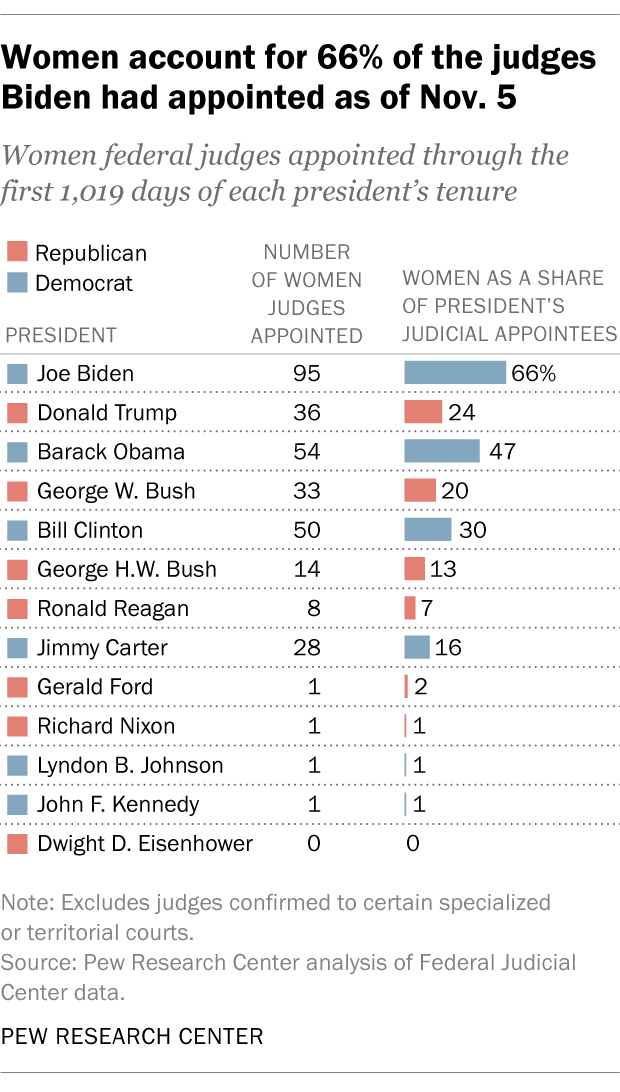 Women account for 66% of the judges
Biden had appointed as of Nov. 5
Women federal judges appointed through the
first 1,019 days of each president's tenure
Republican
Democrat
PRESIDENT
NUMBER
OF WOMEN
JUDGES
APPOINTED
WOMEN AS A SHARE
OF PRESIDENT'S
JUDICIAL APPOINTEES
Joe Biden 95 66%
Donald Trump 36 24
Barack Obama 54 47
George W. Bush 33 20
Bill Clinton 50 30
George H.W. Bush 14 13
Ronald Reagan 8 7
Jimmy Carter 28 16
Gerald Ford 1 2
Richard Nixon 1 1
Lyndon B. Johnson 1 1
John F. Kennedy 1 1
Dwight D. Eisenhower 0 0
Note: Excludes judges confirmed to certain specialized
or territorial courts.
Source: Pew Research Center analysis of Federal Judicial
Center data.
PEW RESEARCH CENTER